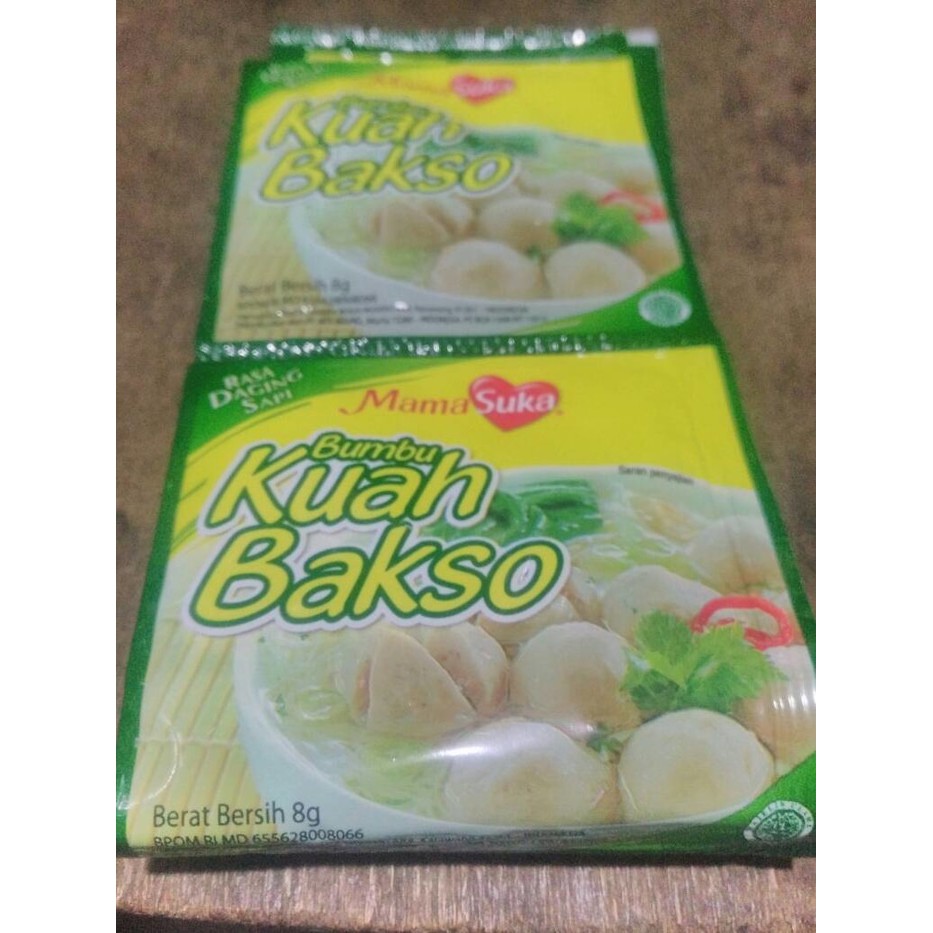 MamaSuka
Kuah
Bakso
Berat Bersih 8g
RASA
DAGING
SAPI
MamaSuka
Bumbu
Kuah
Bakso
Saran penyajian
Berat Bersih 8g
BPOM RI MD 655628008066